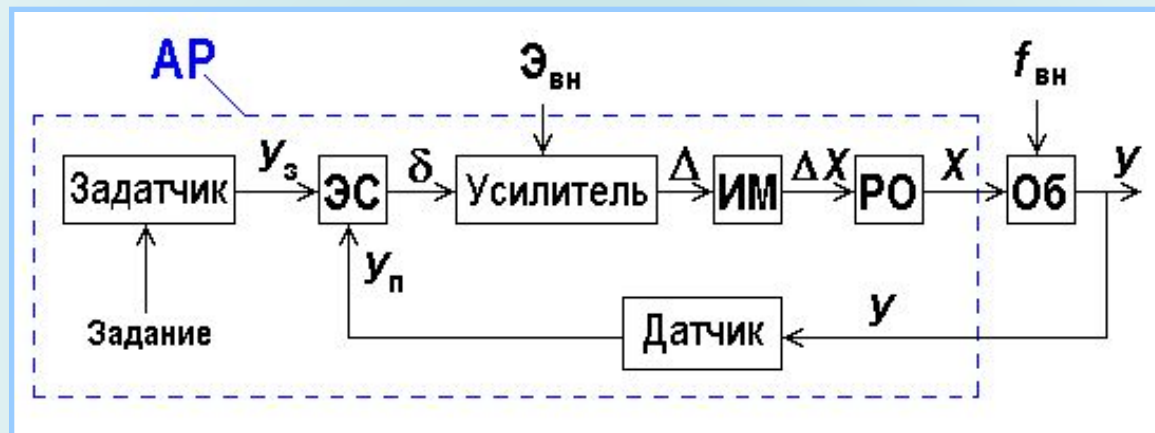 АР
Эвн
fвн
Задатчик
yз
ЭС
δ
Усилитель
Δ
ИМ
ΔX
РО
X
Об
y
yп
Задание
Датчик
y